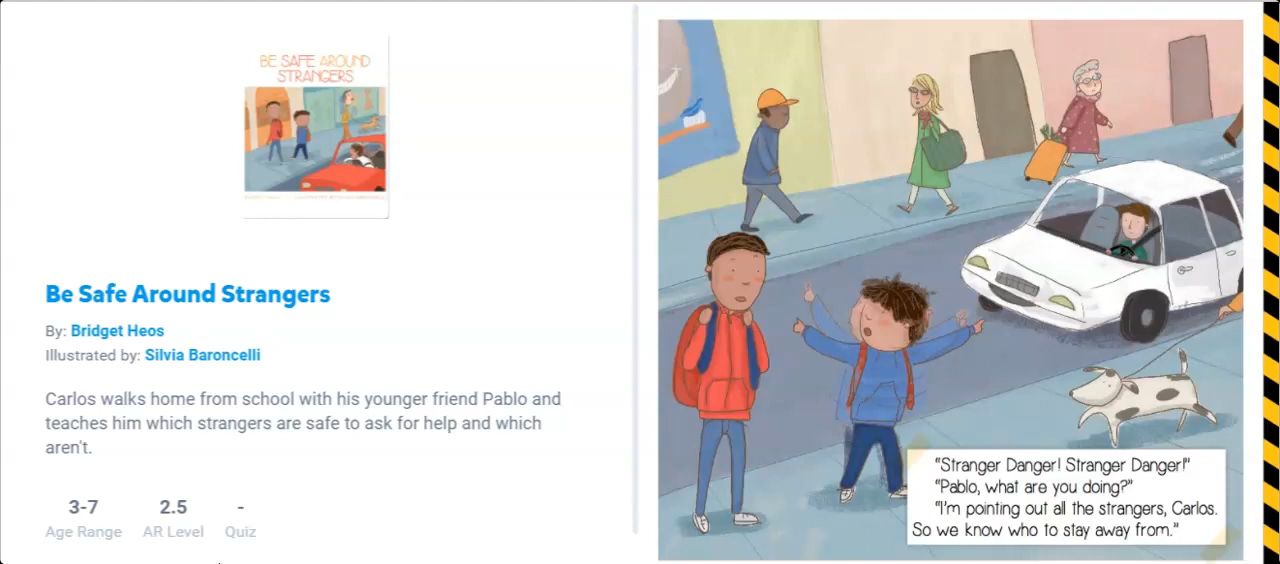 BE SAFE AROUND
STRANGERS
Be Safe Around Strangers
By: Bridget Heos
Illustrated by: Silvia Baroncelli
Carlos walks home from school with his younger friend Pablo and
teaches him which strangers are safe to ask for help and which
aren't.
3-7 2.5 -
Age Range AR Level Quiz
"Stranger Danger! Stranger Danger!"
"Pablo, what are you doing?"
"I'm pointing out all the strangers, Carlos.
So we know who to stay away from."